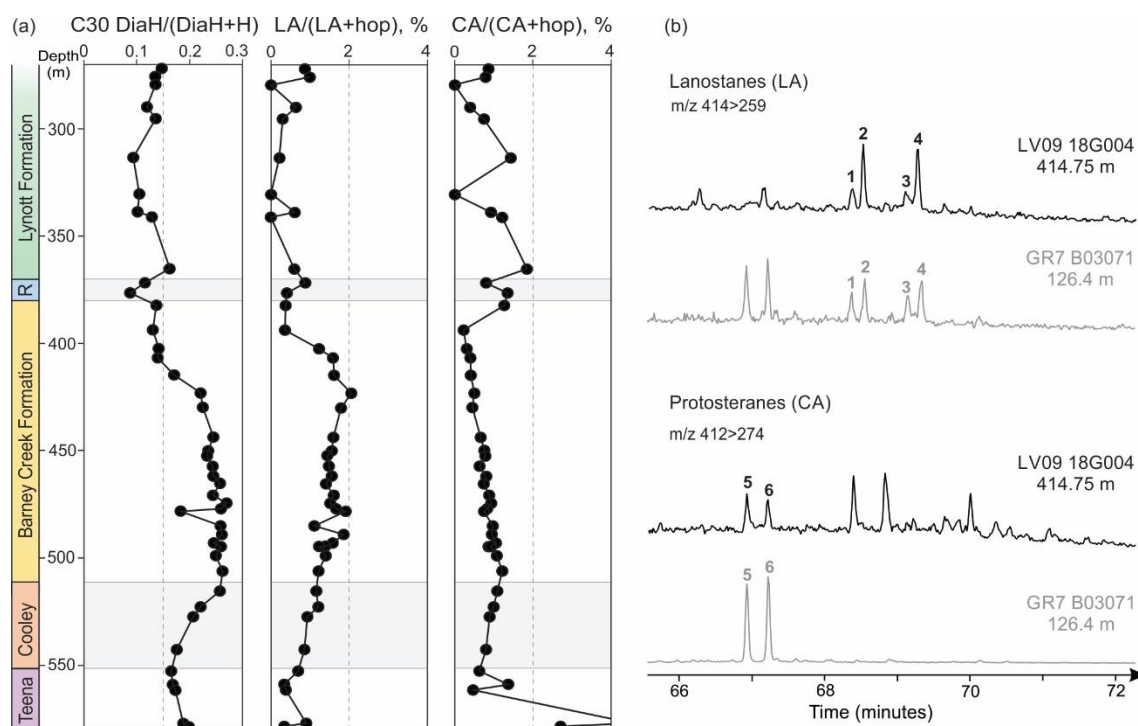 (a) C30 DiaH/(DiaH+H) LA/(LA+hop), % CA/(CA+hop), % (b)
Depth (m)
0 0.1 0.2 0.3 0 2 4 0 2 4
300
350
400
450
500
550
Lynott Formation
R
Barney Creek Formation
Cooley
Teena
Lanostanes (LA)
m/z 414>259
LV09 18G004
414.75 m
1 2 3 4
GR7 B03071
126.4 m
1 2 3 4
Protosteranes (CA)
m/z 412>274
LV09 18G004
414.75 m
5 6
GR7 B03071
126.4 m
5 6
66 68 70 72
Time (minutes)